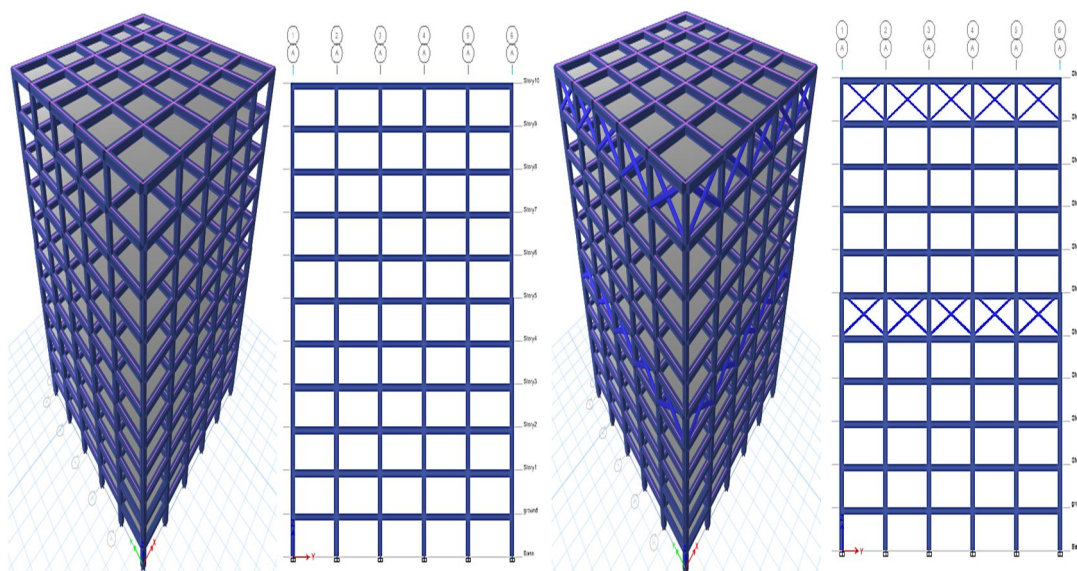 1 2 3 4 5 6
A A A A A A
Story10
Story9
Story8
Story7
Story6
Story5
Story4
Story3
Story2
Story1
ground
Base
Y
X
1 2 3 4 5 6
A A A A A A
Y
X